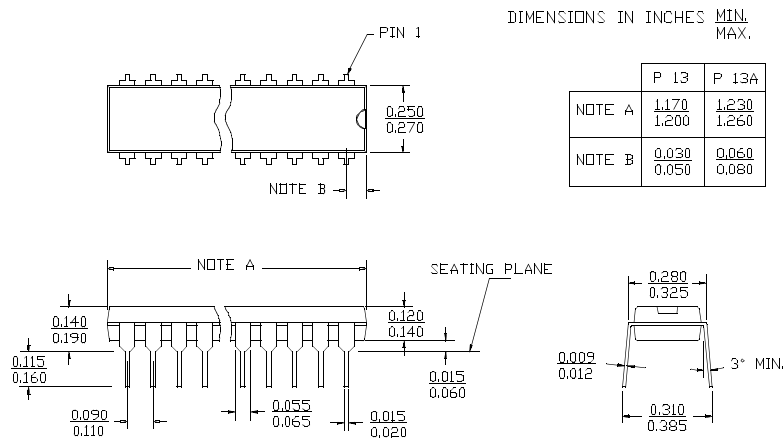 DIMENSIONS IN INCHES MIN.
MAX.
PIN 1
P 13 P 13A
NOTE A 1.170 1.230
1.200 1.260
NOTE B 0.030 0.060
0.050 0.080
0.250
0.270
NOTE B
NOTE A
SEATING PLANE
0.280
0.325
0.140
0.190
0.120
0.140
0.115
0.160
0.015
0.060
0.009
0.012
3° MIN.
0.090
0.110
0.055
0.065
0.015
0.020
0.310
0.385